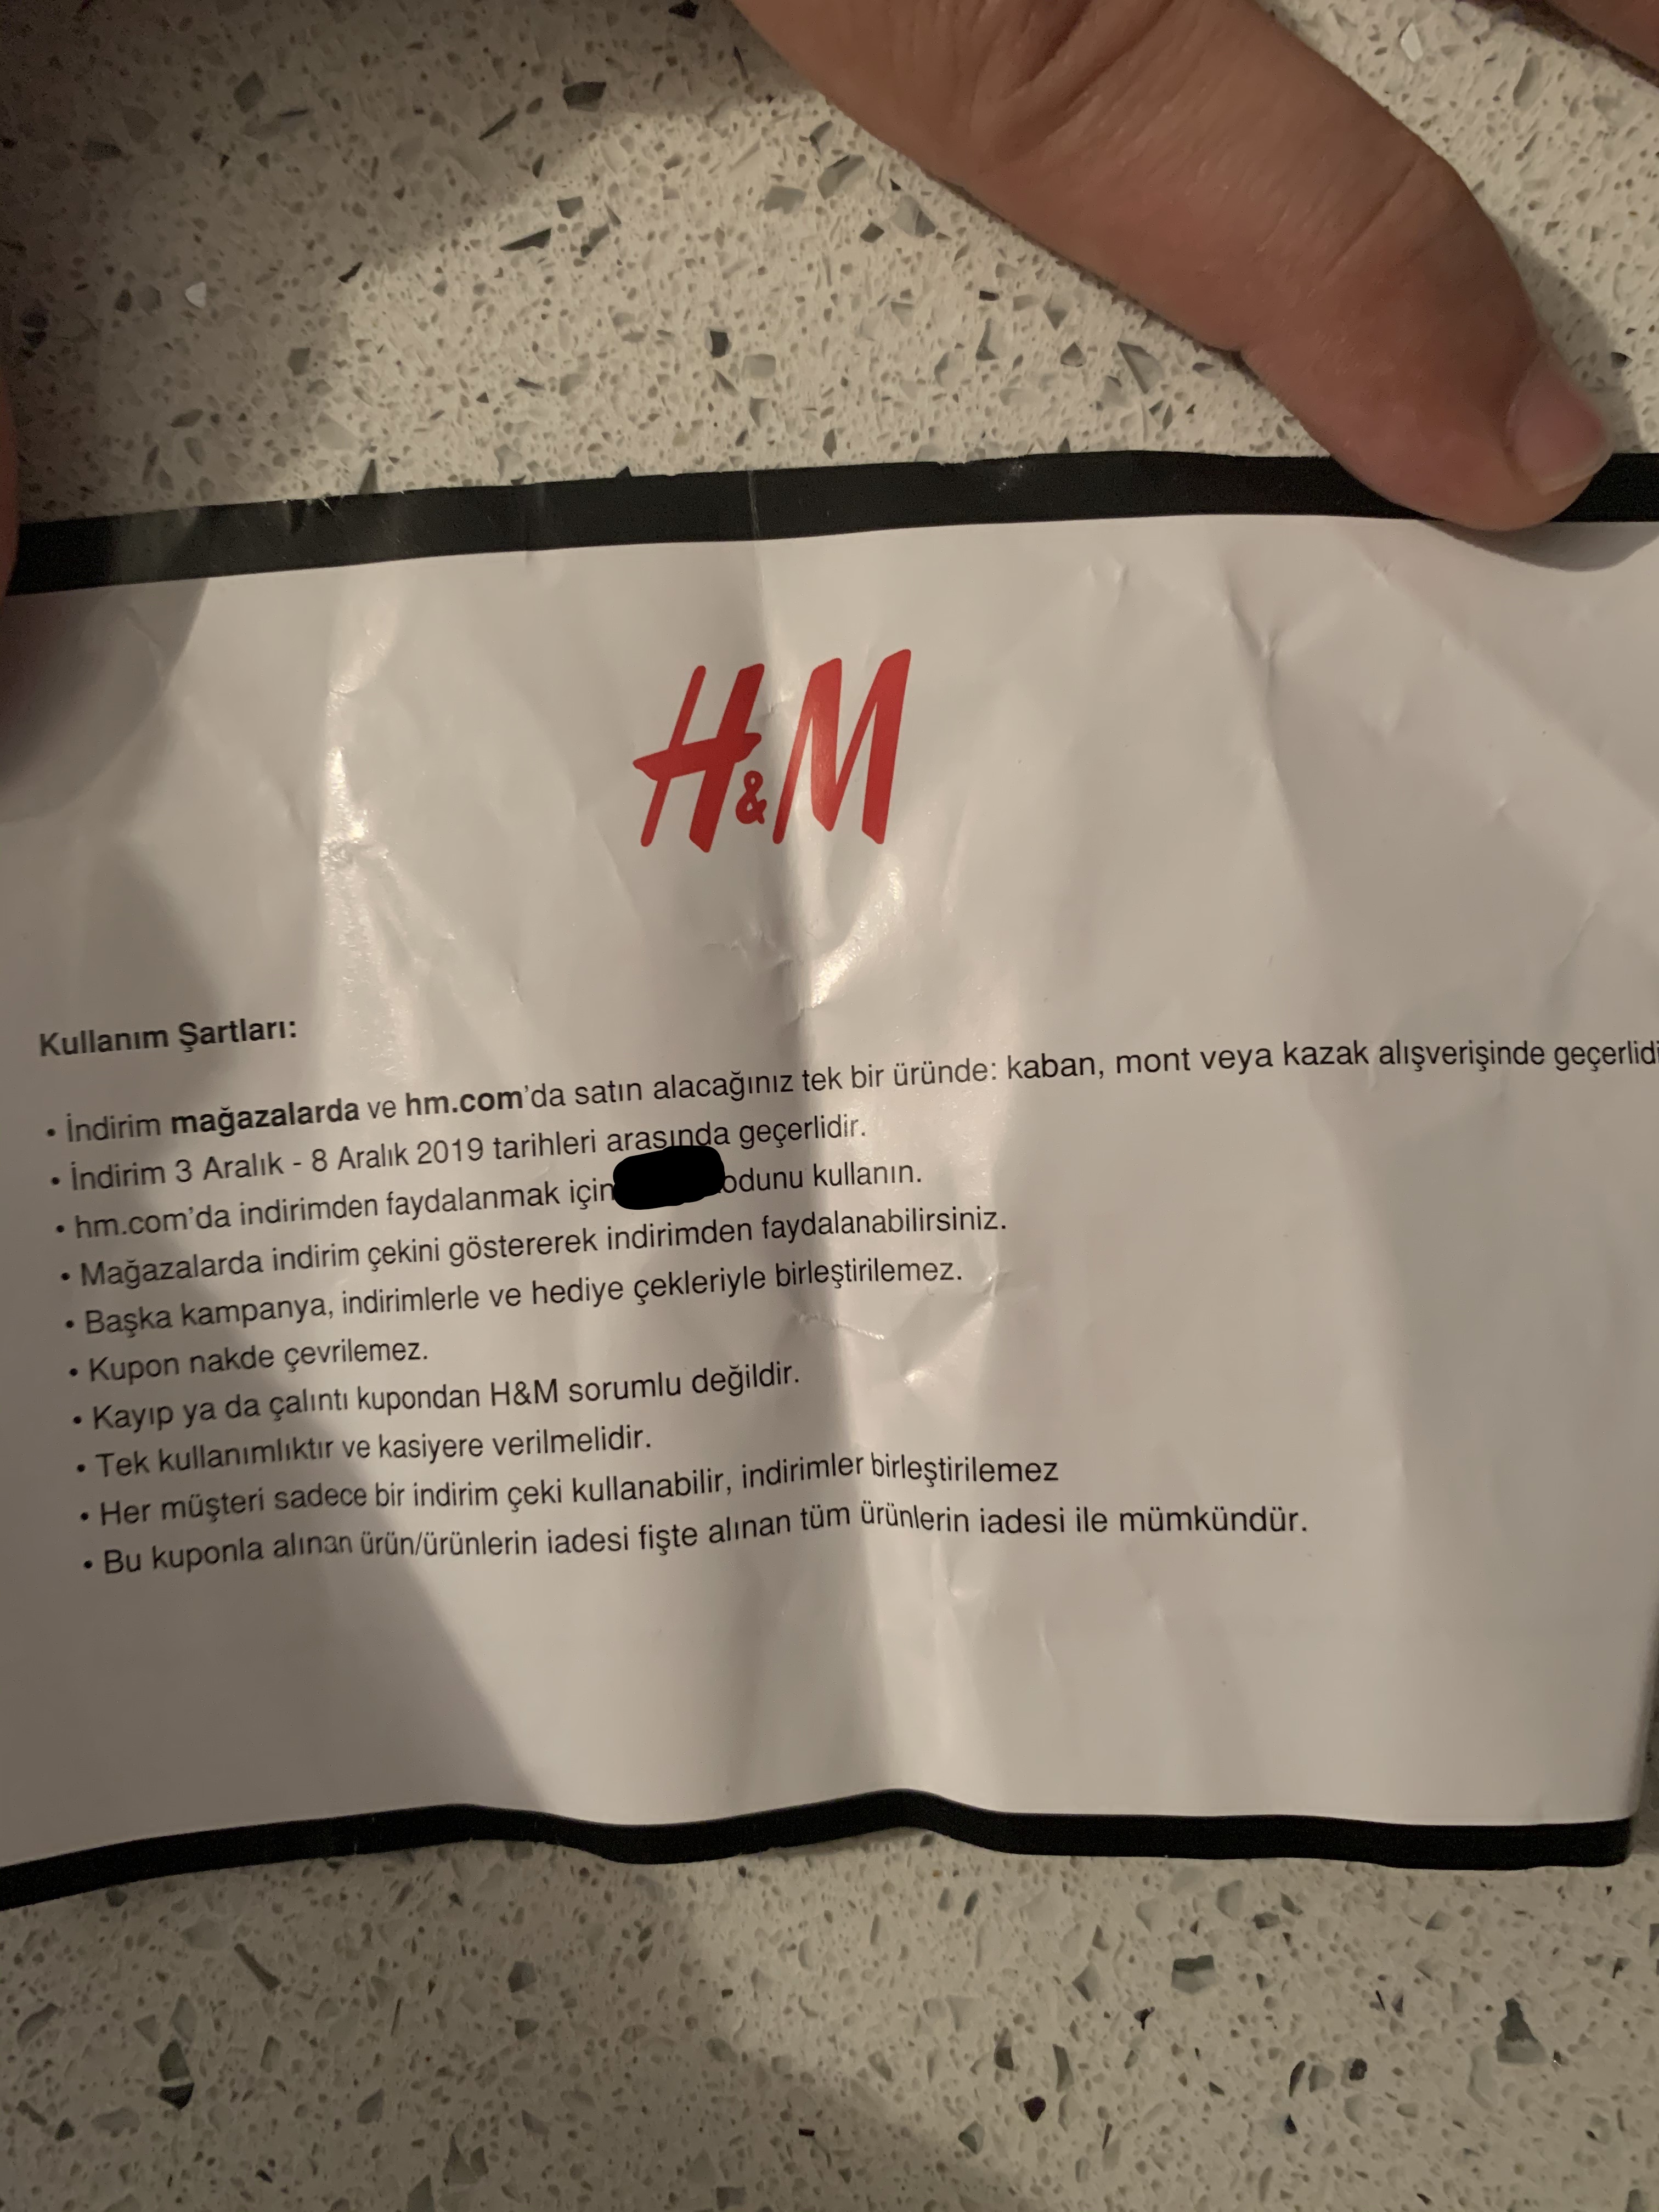 H&M
Kullanım Şartları:
• İndirim mağazalarda ve hm.com'da satın alacağınız tek bir üründe: kaban, mont veya kazak alışverişinde geçerlidi
• İndirim 3 Aralık - 8 Aralık 2019 tarihleri arasında geçerlidir.
• hm.com'da indirimden faydalanmak için odunu kullanın.
• Mağazalarda indirim çekini göstererek indirimden faydalanabilirsiniz.
• Başka kampanya, indirimlerle ve hediye çekleriyle birleştirilemez.
• Kupon nakde çevrilemez.
• Kayıp ya da çalıntı kupondan H&M sorumlu değildir.
• Tek kullanımlıktır ve kasiyere verilmelidir.
• Her müşteri sadece bir indirim çeki kullanabilir, indirimler birleştirilemez
• Bu kuponla alınan ürün/ürünlerin iadesi fişte alınan tüm ürünlerin iadesi ile mümkündür.